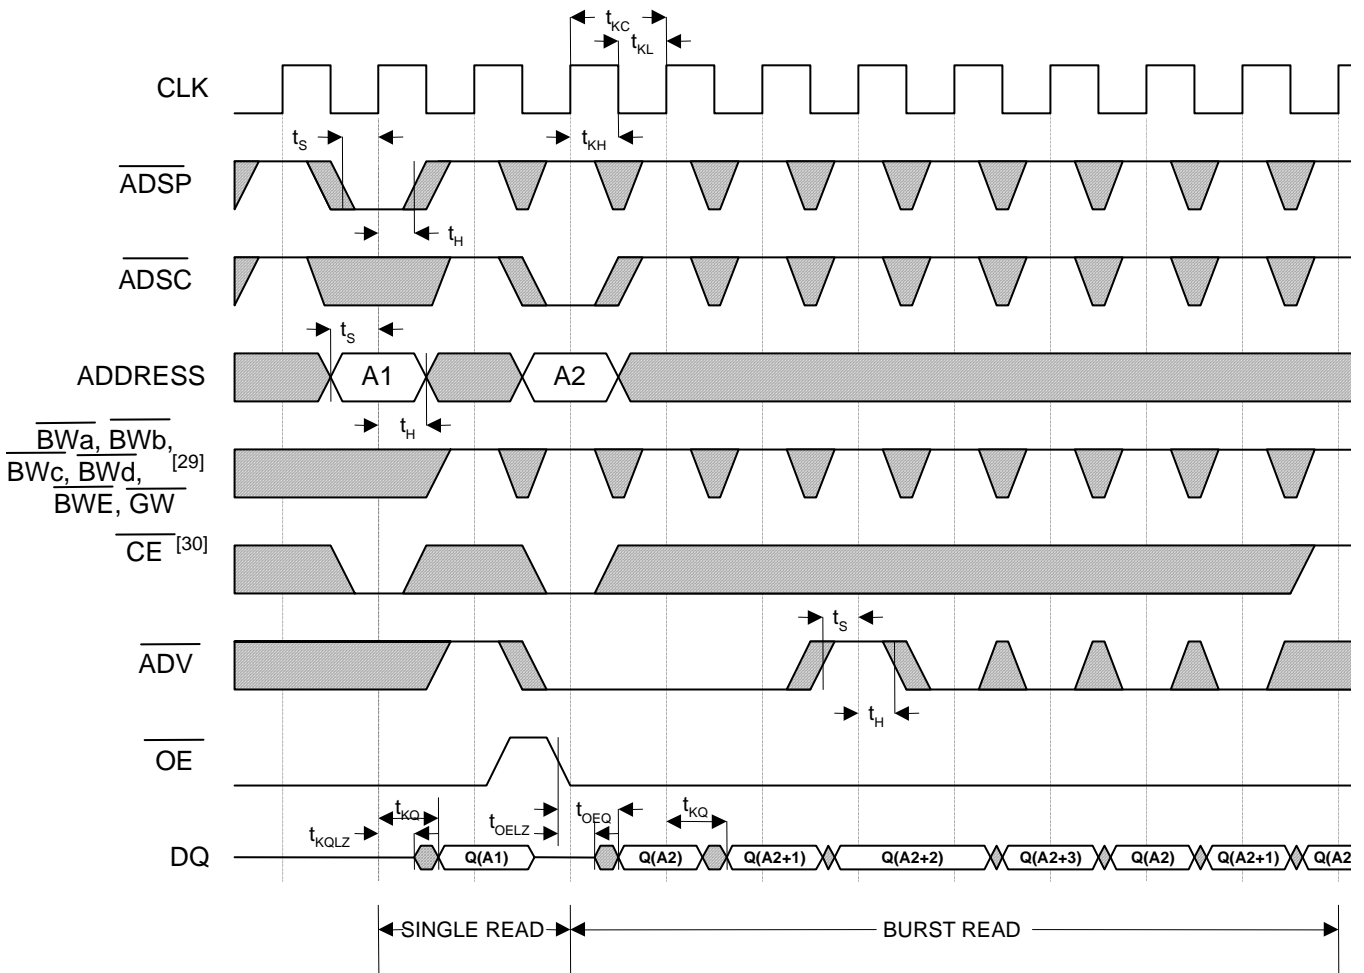 tKC
tKL
CLK
tS
tKH
ADSP
tH
ADSC
tS
ADDRESS
A1
A2
tH
BWa, BWb,
BWc, BWd, [29]
BWE, GW
CE [30]
tS
ADV
tH
OE
tKQ
tOELZ
tOEQ
tKQ
tKQLZ
DQ
Q(A1)
Q(A2)
Q(A2+1)
Q(A2+2)
Q(A2+3)
Q(A2)
Q(A2+1)
Q(A2
SINGLE READ
BURST READ